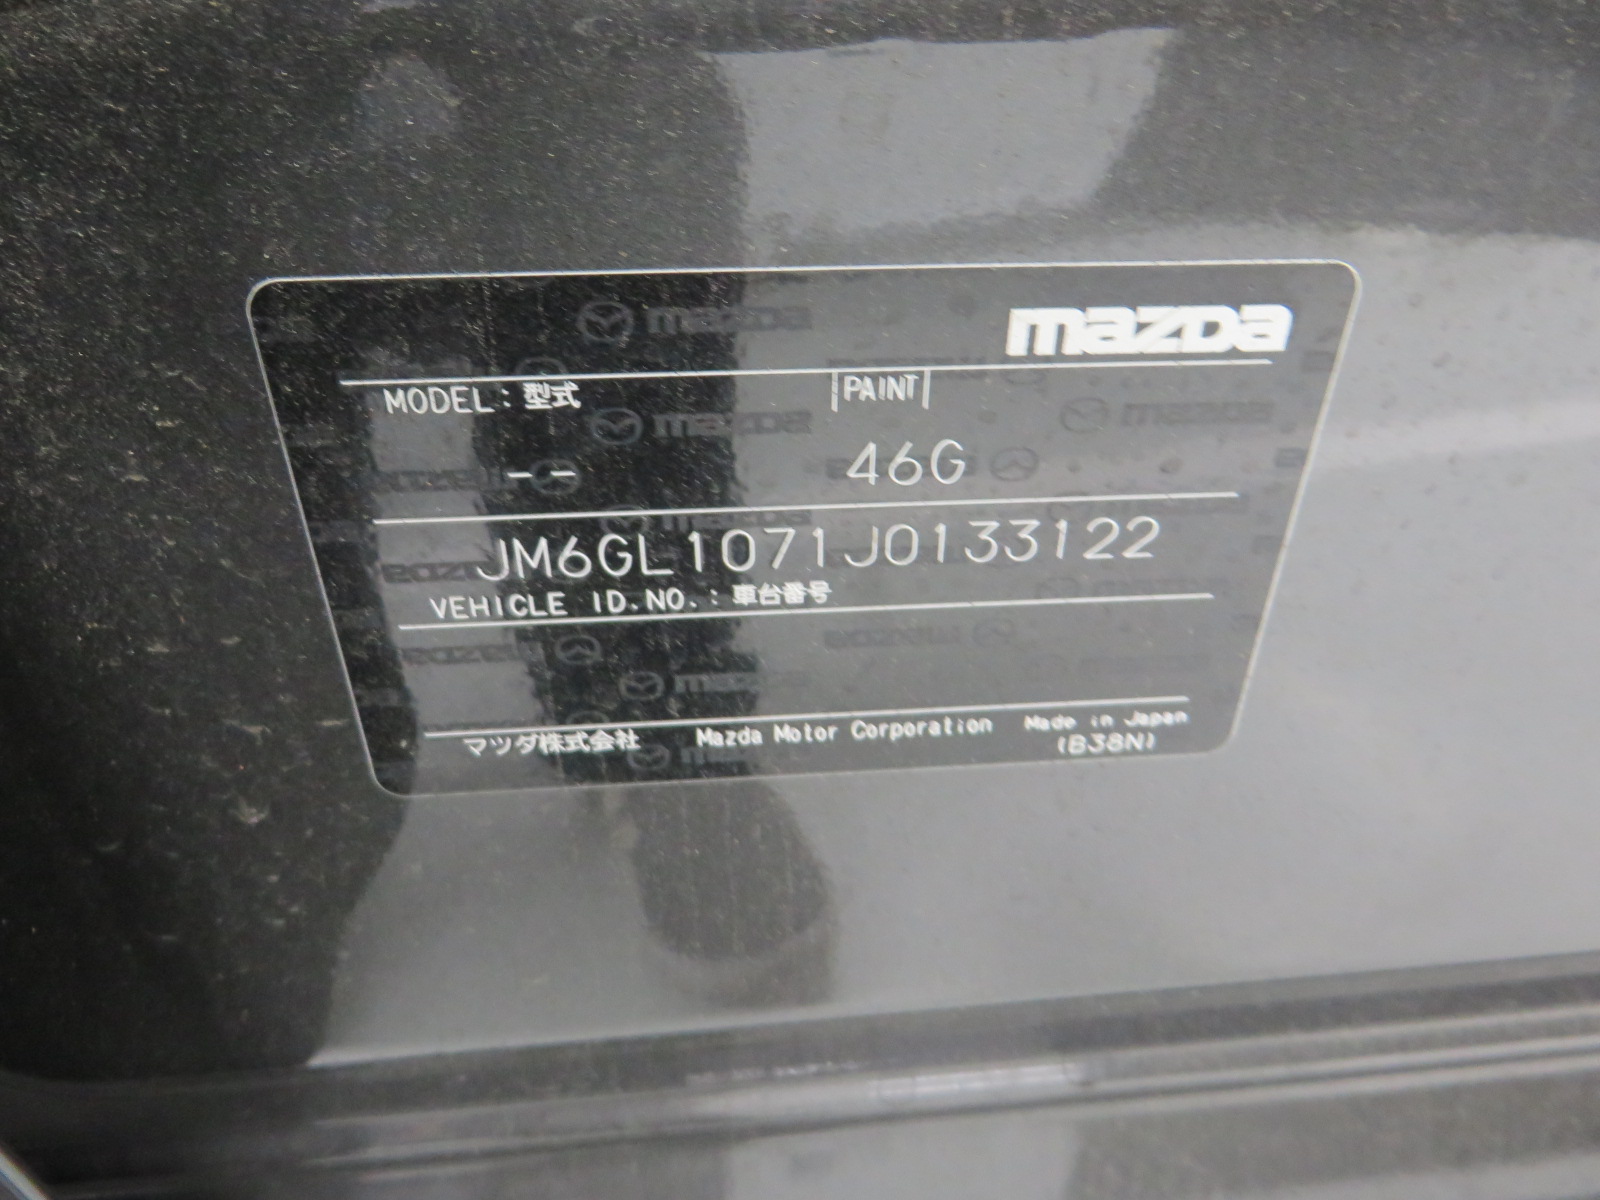 mazda
MODEL: 型式 |PAINT|
-- 46G
JM6GL1071J0133122
VEHICLE ID.NO.: 車台番号
マツダ株式会社 Mazda Motor Corporation Made in Japan
(B38N)